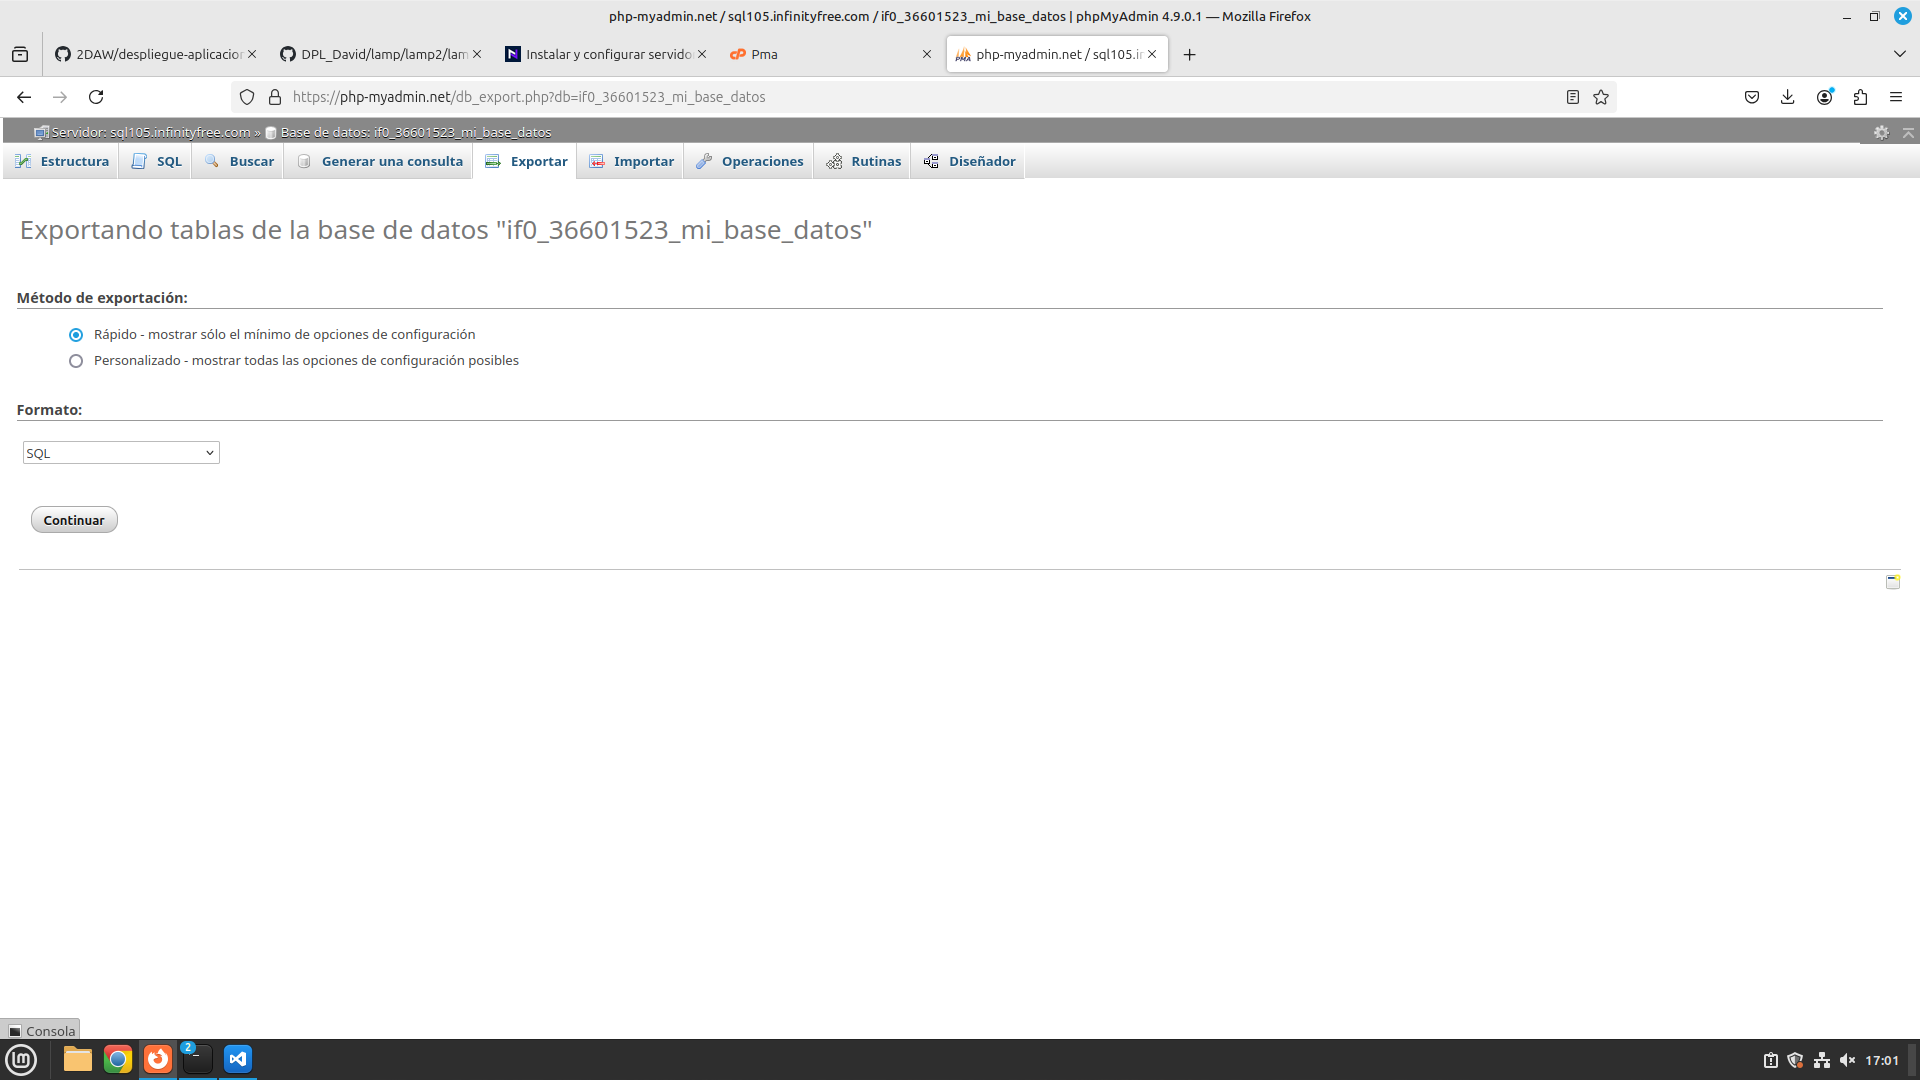 php-myadmin.net / sql105.infinityfree.com / if0_36601523_mi_base_datos | phpMyAdmin 4.9.0.1 — Mozilla Firefox
2DAW/despliegue-aplicacion
DPL_David/lamp/lamp2/lam
Instalar y configurar servido
Pma
php-myadmin.net / sql105.in
https://php-myadmin.net/db_export.php?db=if0_36601523_mi_base_datos
Servidor: sql105.infinityfree.com » Base de datos: if0_36601523_mi_base_datos
Estructura
SQL
Buscar
Generar una consulta
Exportar
Importar
Operaciones
Rutinas
Diseñador
Exportando tablas de la base de datos "if0_36601523_mi_base_datos"
Método de exportación:
Rápido - mostrar sólo el mínimo de opciones de configuración
Personalizado - mostrar todas las opciones de configuración posibles
Formato:
SQL
Continuar
Consola
2
17:01